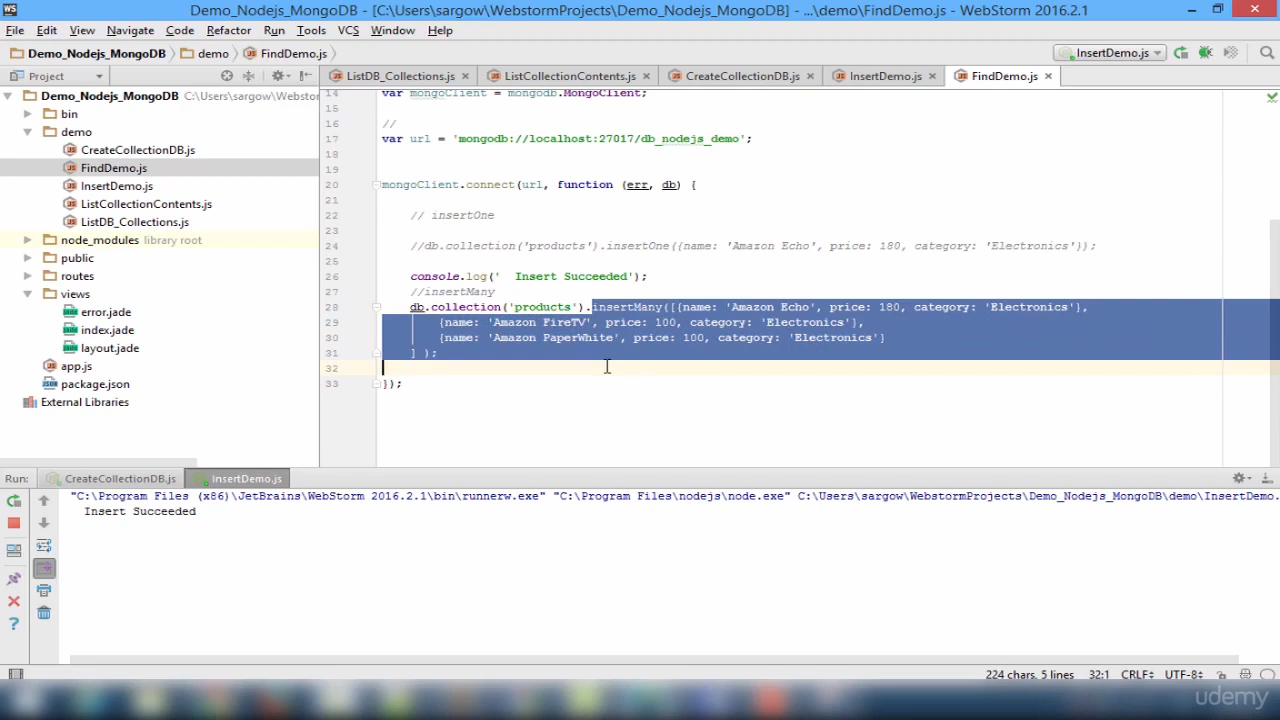 WS Demo_Nodejs_MongoDB - [C:\Users\sargow\WebstormProjects\Demo_Nodejs_MongoDB] - ...\demo\FindDemo.js - WebStorm 2016.2.1
File Edit View Navigate Code Refactor Run Tools VCS Window Help
Demo_Nodejs_MongoDB demo FindDemo.js InsertDemo.js
Project ListDB_Collections.js ListCollectionContents.js CreateCollectionDB.js InsertDemo.js FindDemo.js
Demo_Nodejs_MongoDB C:\Users\sargow\Webstor
bin
demo
CreateCollectionDB.js
FindDemo.js
InsertDemo.js
ListCollectionContents.js
ListDB_Collections.js
node_modules library root
public
routes
views
error.jade
index.jade
layout.jade
app.js
package.json
External Libraries
14 var mongoClient = mongodb.MongoClient;
15
16 //
17 var url = 'mongodb://localhost:27017/db_nodejs_demo';
18
19
20 mongoClient.connect(url, function (err, db) {
21
22 // insertOne
23
24 //db.collection('products').insertOne({name: 'Amazon Echo', price: 180, category: 'Electronics'});
25
26 console.log('  Insert Succeeded');
27 //insertMany
28 db.collection('products').insertMany([{name: 'Amazon Echo', price: 180, category: 'Electronics'},
29 {name: 'Amazon FireTV', price: 100, category: 'Electronics'},
30 {name: 'Amazon PaperWhite', price: 100, category: 'Electronics'}
31 ] );
32
33 });
Run: CreateCollectionDB.js InsertDemo.js
"C:\Program Files (x86)\JetBrains\WebStorm 2016.2.1\bin\runnerw.exe" "C:\Program Files\nodejs\node.exe" C:\Users\sargow\WebstormProjects\Demo_Nodejs_MongoDB\demo\InsertDemo.
Insert Succeeded
224 chars, 5 lines 32:1 CRLF UTF-8
udemy